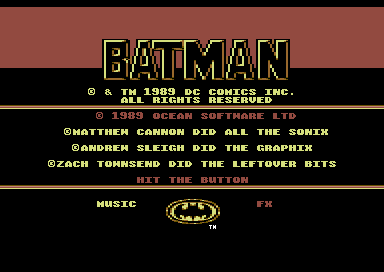 BATMAN
© & TM 1989 DC COMICS INC.
ALL RIGHTS RESERVED
© 1989 OCEAN SOFTWARE LTD
©MATTHEW CANNON DID ALL THE SONIX
©ANDREW SLEIGH DID THE GRAPHIX
©ZACH TOWNSEND DID THE LEFTOVER BITS
HIT THE BUTTON
MUSIC FX
TM